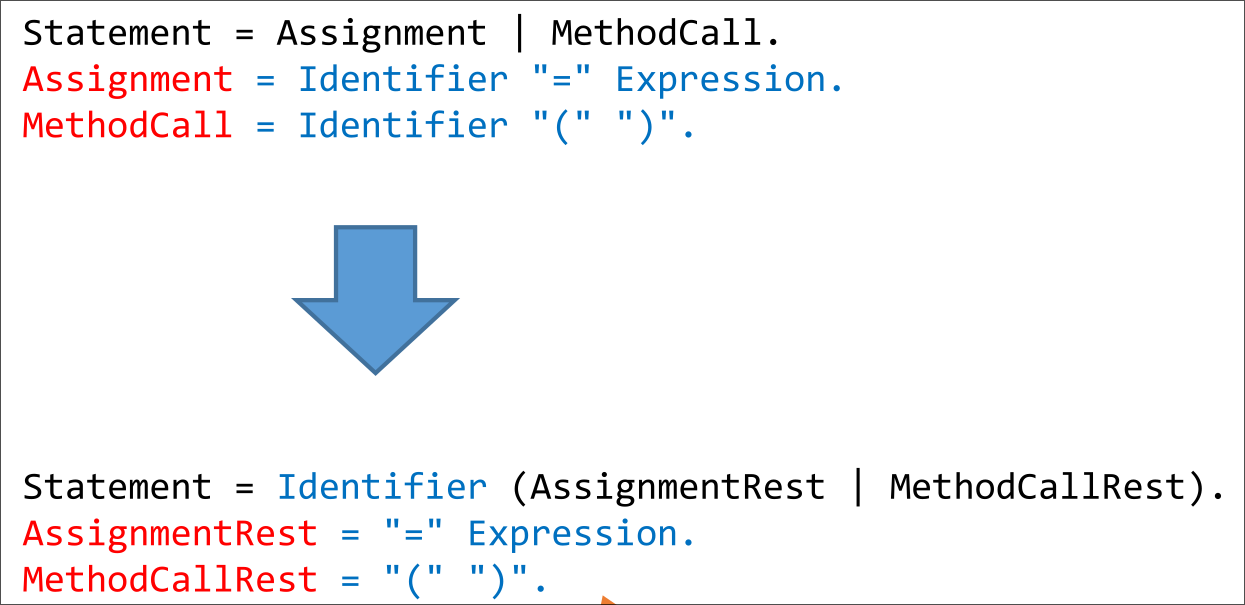 Statement = Assignment | MethodCall.
Assignment = Identifier "=" Expression.
MethodCall = Identifier "(" ")".
Statement = Identifier (AssignmentRest | MethodCallRest).
AssignmentRest = "=" Expression.
MethodCallRest = "(" ")".